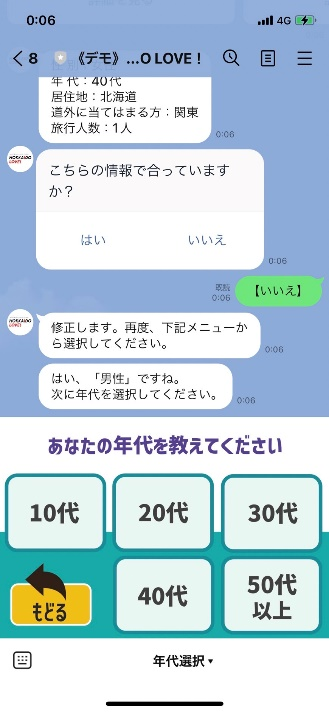 0:06
4G
8
《デモ》...O LOVE！
年 代：40代
居住地：北海道
道外に当てはまる方：関東
旅行人数：1人
0:06
HOKKAIDO
LOVE!
こちらの情報で合っています
か？
はい
いいえ
0:06
既読
0:06
【いいえ】
HOKKAIDO
LOVE!
修正します。再度、下記メニューか
ら選択してください。
0:06
はい、「男性」ですね。
次に年代を選択してください。
0:06
あなたの年代を教えてください
10代
20代
30代
もどる
40代
50代
以上
年代選択▾